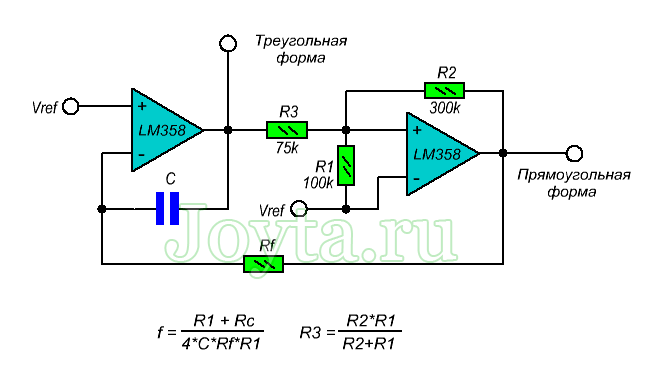 Треугольная
форма
Vref
+
LM358
-
C
R3
75k
R2
300k
R1
100k
+
LM358
-
Vref
Прямоугольная
форма
Joyta.ru
Rf
f = R1 + Rc
4*C*Rf*R1
R3 = R2*R1
R2+R1